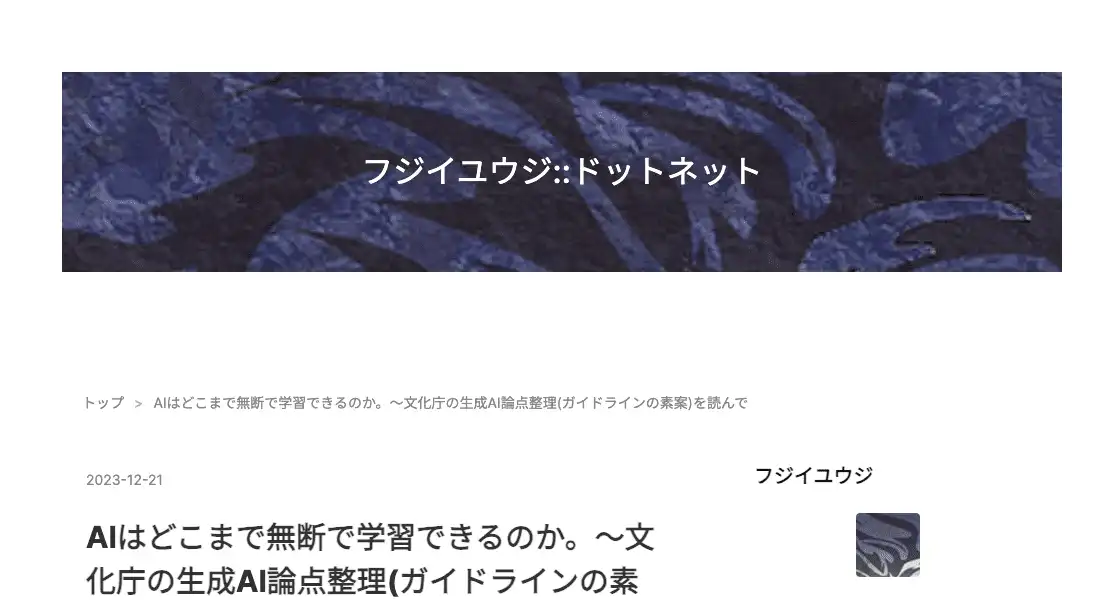 フジイユウジ::ドットネット
トップ > AIはどこまで無断で学習できるのか。〜文化庁の生成AI論点整理(ガイドラインの素案)を読んで
2023-12-21
フジイユウジ
AIはどこまで無断で学習できるのか。〜文
化庁の生成AI論点整理(ガイドラインの素